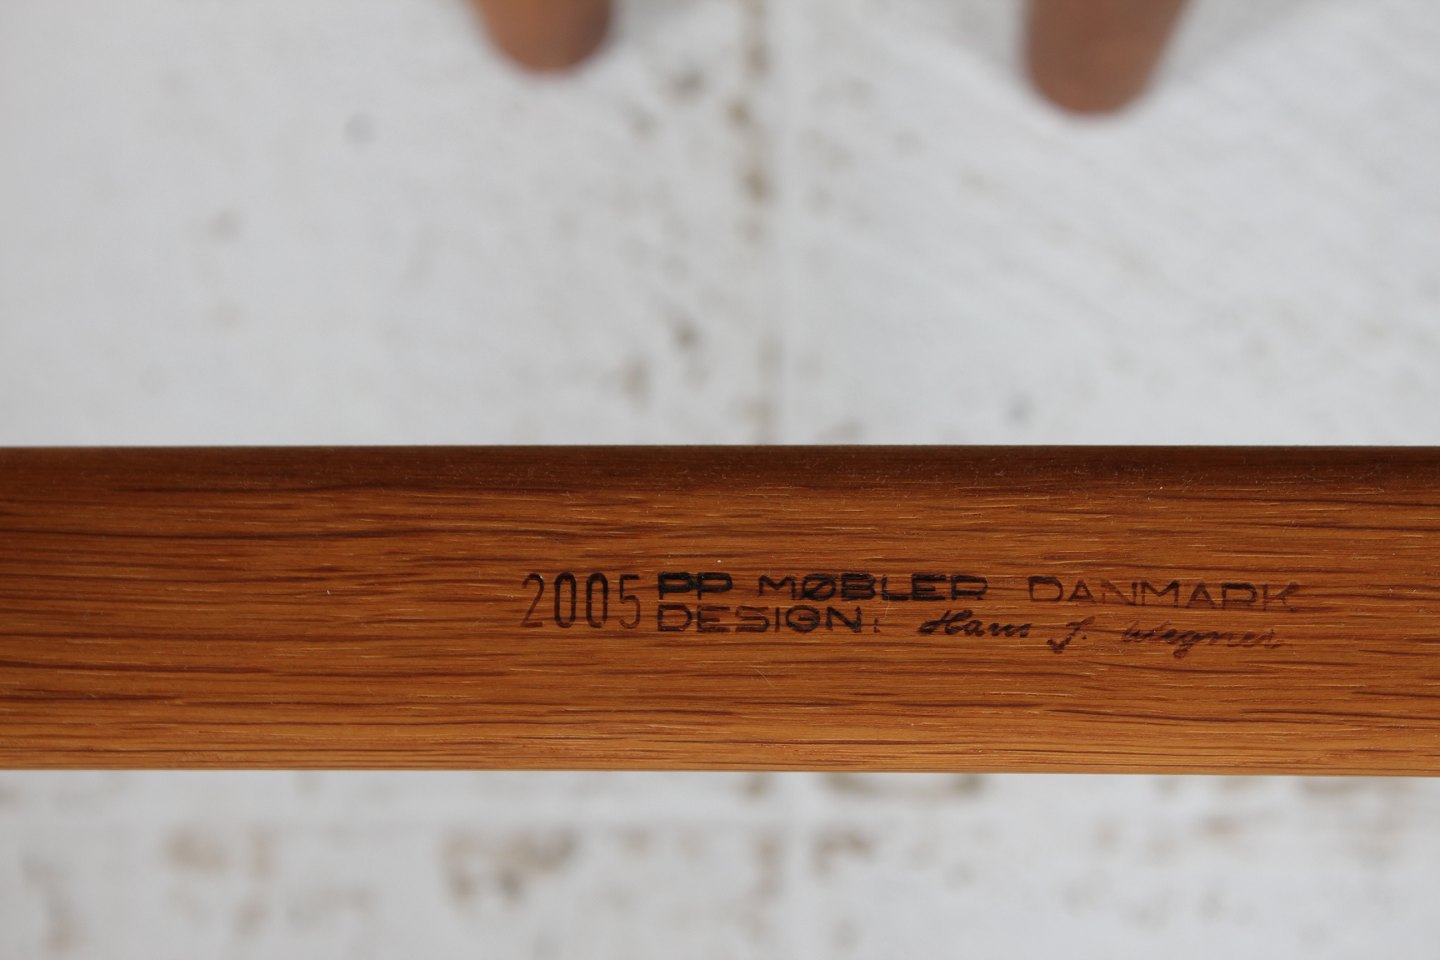 2005 PP MØBLER DANMARK
DESIGN: Hans J. Wegner